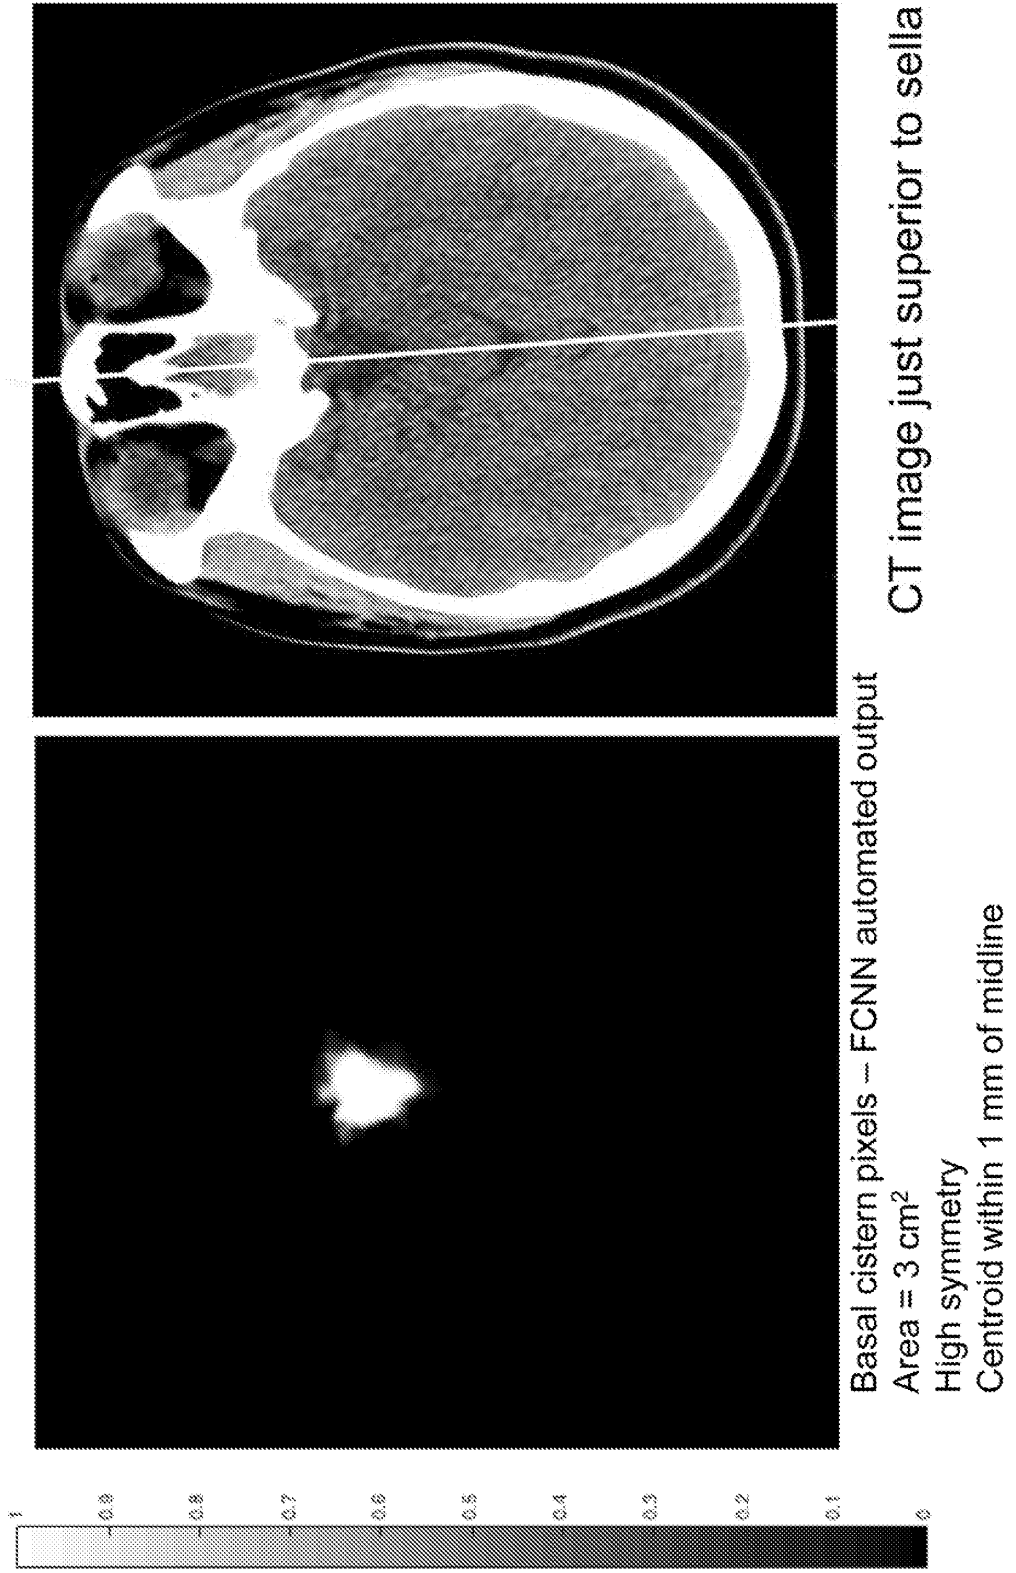 CT image just superior to sella
Basal cistern pixels – FCNN automated output
Area = 3 cm²
High symmetry
Centroid within 1 mm of midline
1
0.9
0.8
0.7
0.6
0.5
0.4
0.3
0.2
0.1
0